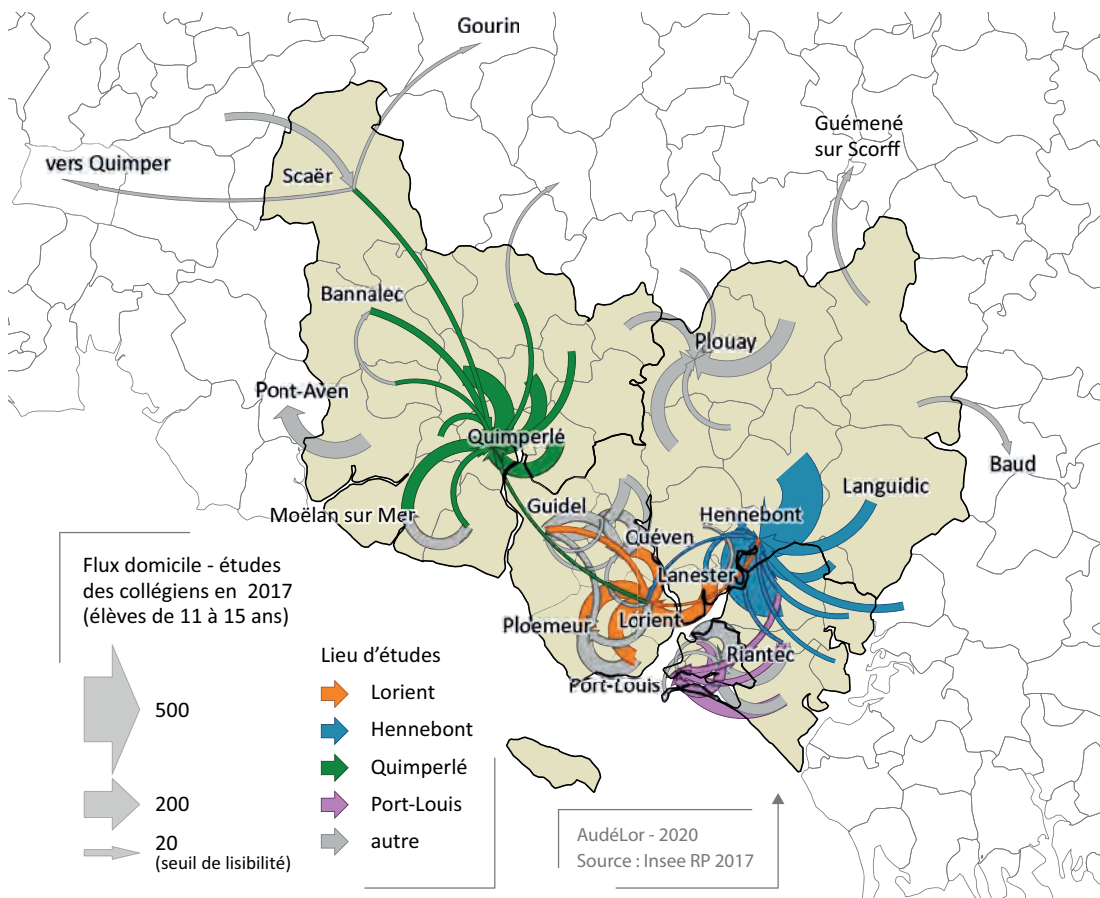 Gourin
Guémené
sur Scorff
vers Quimper
Scaër
Bannalec
Plouay
Pont-Aven
Quimperlé
Baud
Languidic
Moëlan sur Mer
Guidel
Hennebont
Quéven
Lanester
Ploemeur
Lorient
Riantec
Port-Louis
Flux domicile - études
des collégiens en 2017
(élèves de 11 à 15 ans)
500
200
20
(seuil de lisibilité)
Lieu d’études
Lorient
Hennebont
Quimperlé
Port-Louis
autre
AudéLor - 2020
Source : Insee RP 2017